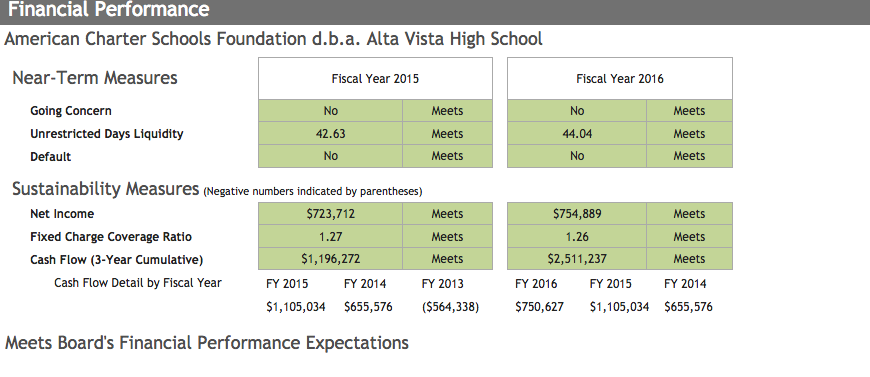 Financial Performance
American Charter Schools Foundation d.b.a. Alta Vista High School
Near-Term Measures Fiscal Year 2015 Fiscal Year 2016
Going Concern No Meets No Meets
Unrestricted Days Liquidity 42.63 Meets 44.04 Meets
Default No Meets No Meets
Sustainability Measures (Negative numbers indicated by parentheses)
Net Income $723,712 Meets $754,889 Meets
Fixed Charge Coverage Ratio 1.27 Meets 1.26 Meets
Cash Flow (3-Year Cumulative) $1,196,272 Meets $2,511,237 Meets
Cash Flow Detail by Fiscal Year FY 2015 FY 2014 FY 2013 FY 2016 FY 2015 FY 2014
$1,105,034 $655,576 ($564,338) $750,627 $1,105,034 $655,576
Meets Board's Financial Performance Expectations